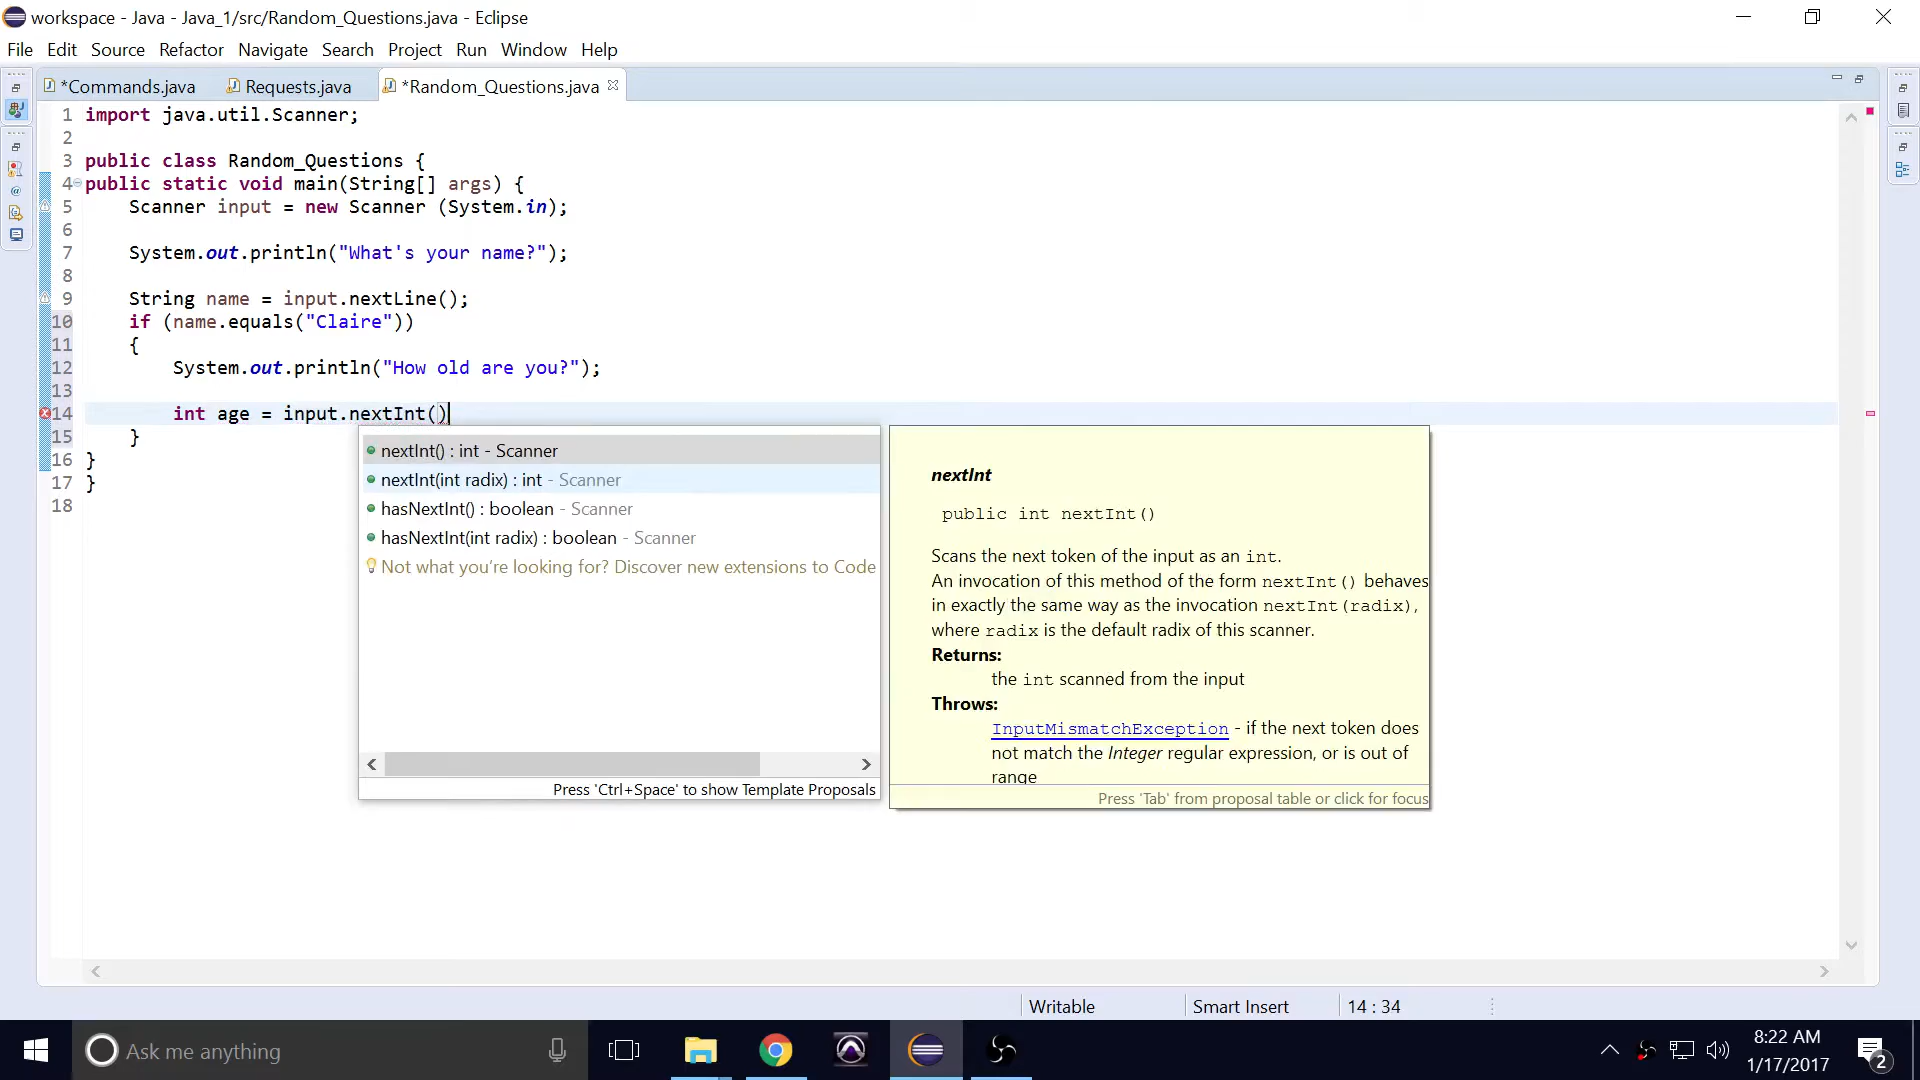 workspace - Java - Java_1/src/Random_Questions.java - Eclipse
File Edit Source Refactor Navigate Search Project Run Window Help
*Commands.java Requests.java *Random_Questions.java
1 import java.util.Scanner;
2
3 public class Random_Questions {
4 public static void main(String[] args) {
5 Scanner input = new Scanner (System.in);
6
7 System.out.println("What's your name?");
8
9 String name = input.nextLine();
10 if (name.equals("Claire"))
11 {
12 System.out.println("How old are you?");
13
14 int age = input.nextInt()
15 }
16 }
17 }
18
nextInt() : int - Scanner
nextInt(int radix) : int - Scanner
hasNextInt() : boolean - Scanner
hasNextInt(int radix) : boolean - Scanner
Not what you're looking for? Discover new extensions to Code
Press 'Ctrl+Space' to show Template Proposals
nextInt
public int nextInt()
Scans the next token of the input as an int.
An invocation of this method of the form nextInt() behaves
in exactly the same way as the invocation nextInt(radix),
where radix is the default radix of this scanner.
Returns:
the int scanned from the input
Throws:
InputMismatchException - if the next token does
not match the Integer regular expression, or is out of
range
Press 'Tab' from proposal table or click for focus
Writable Smart Insert 14 : 34
Ask me anything
8:22 AM
1/17/2017
2